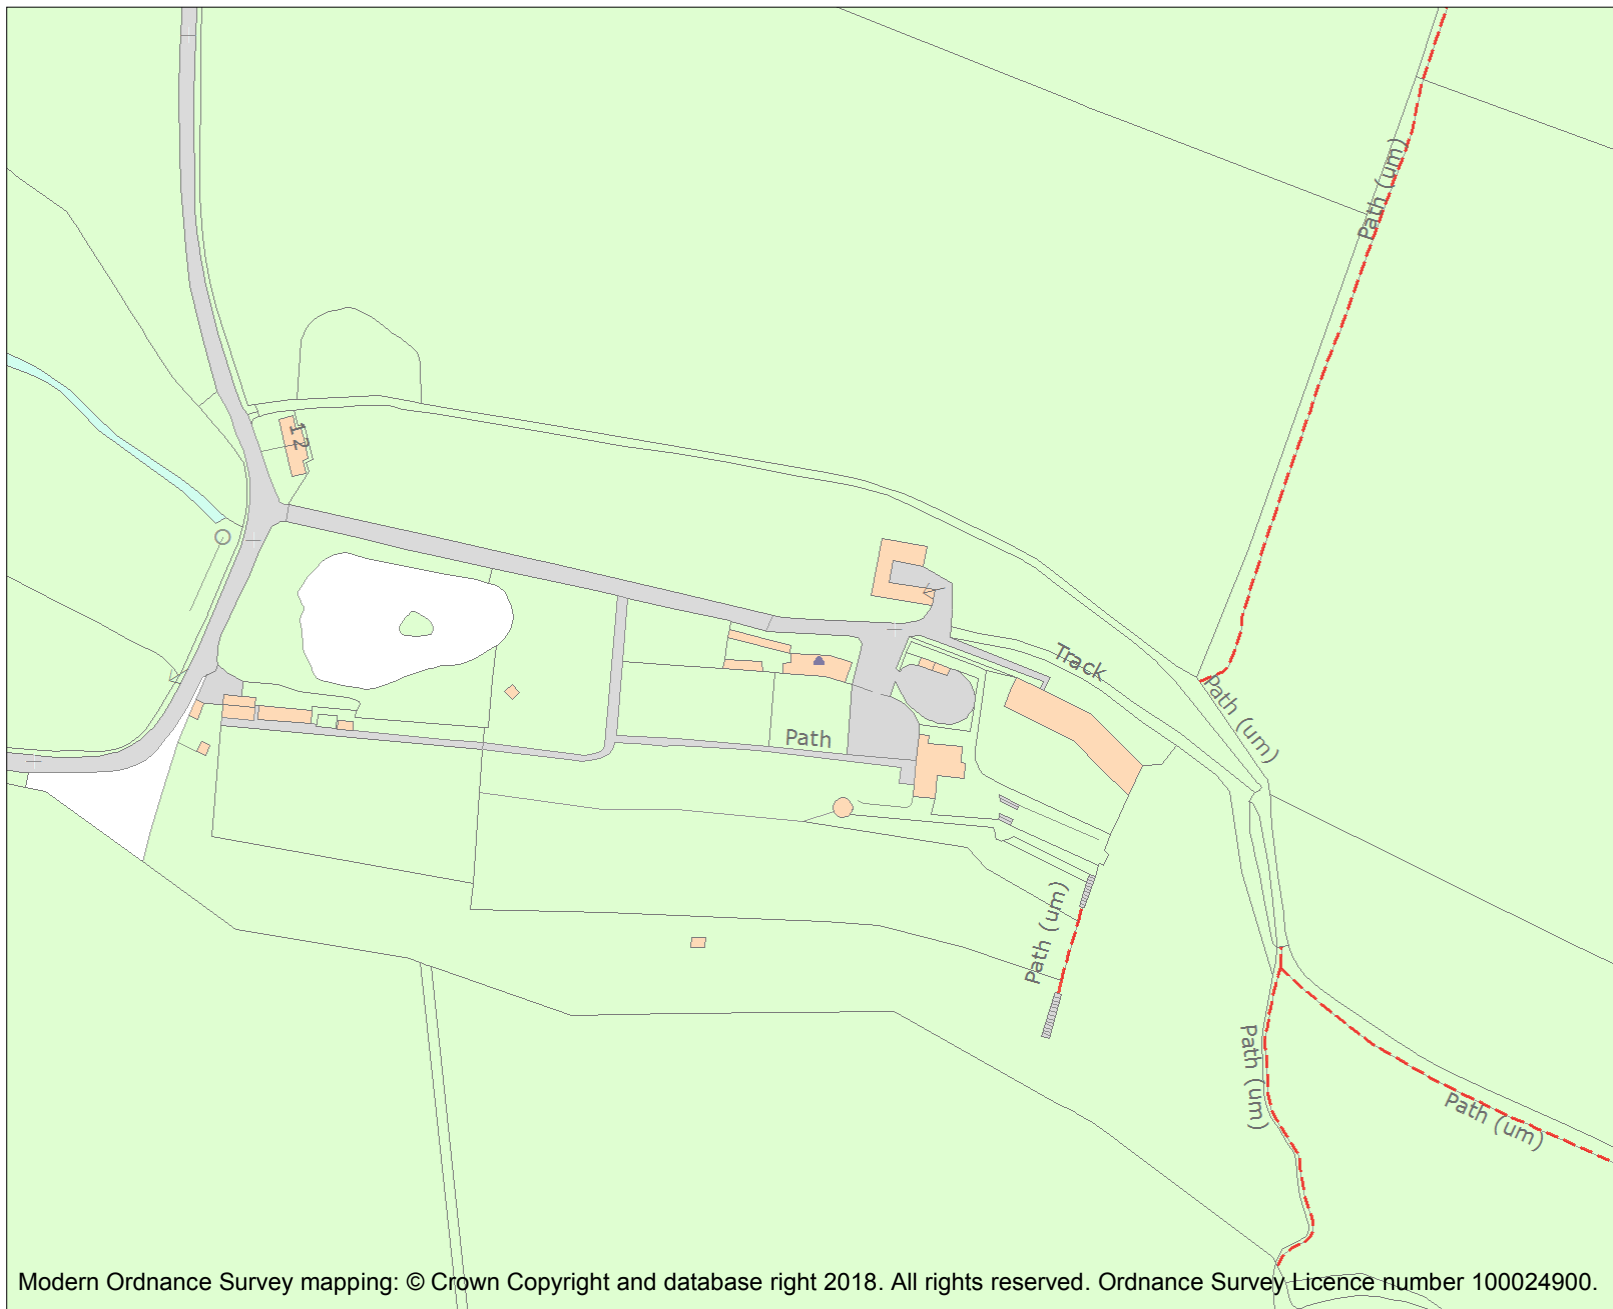 Path (um)
12
Track
Path (um)
Path
Path (um)
Path (um)
Path (um)
Modern Ordnance Survey mapping: © Crown Copyright and database right 2018. All rights reserved. Ordnance Survey Licence number 100024900.